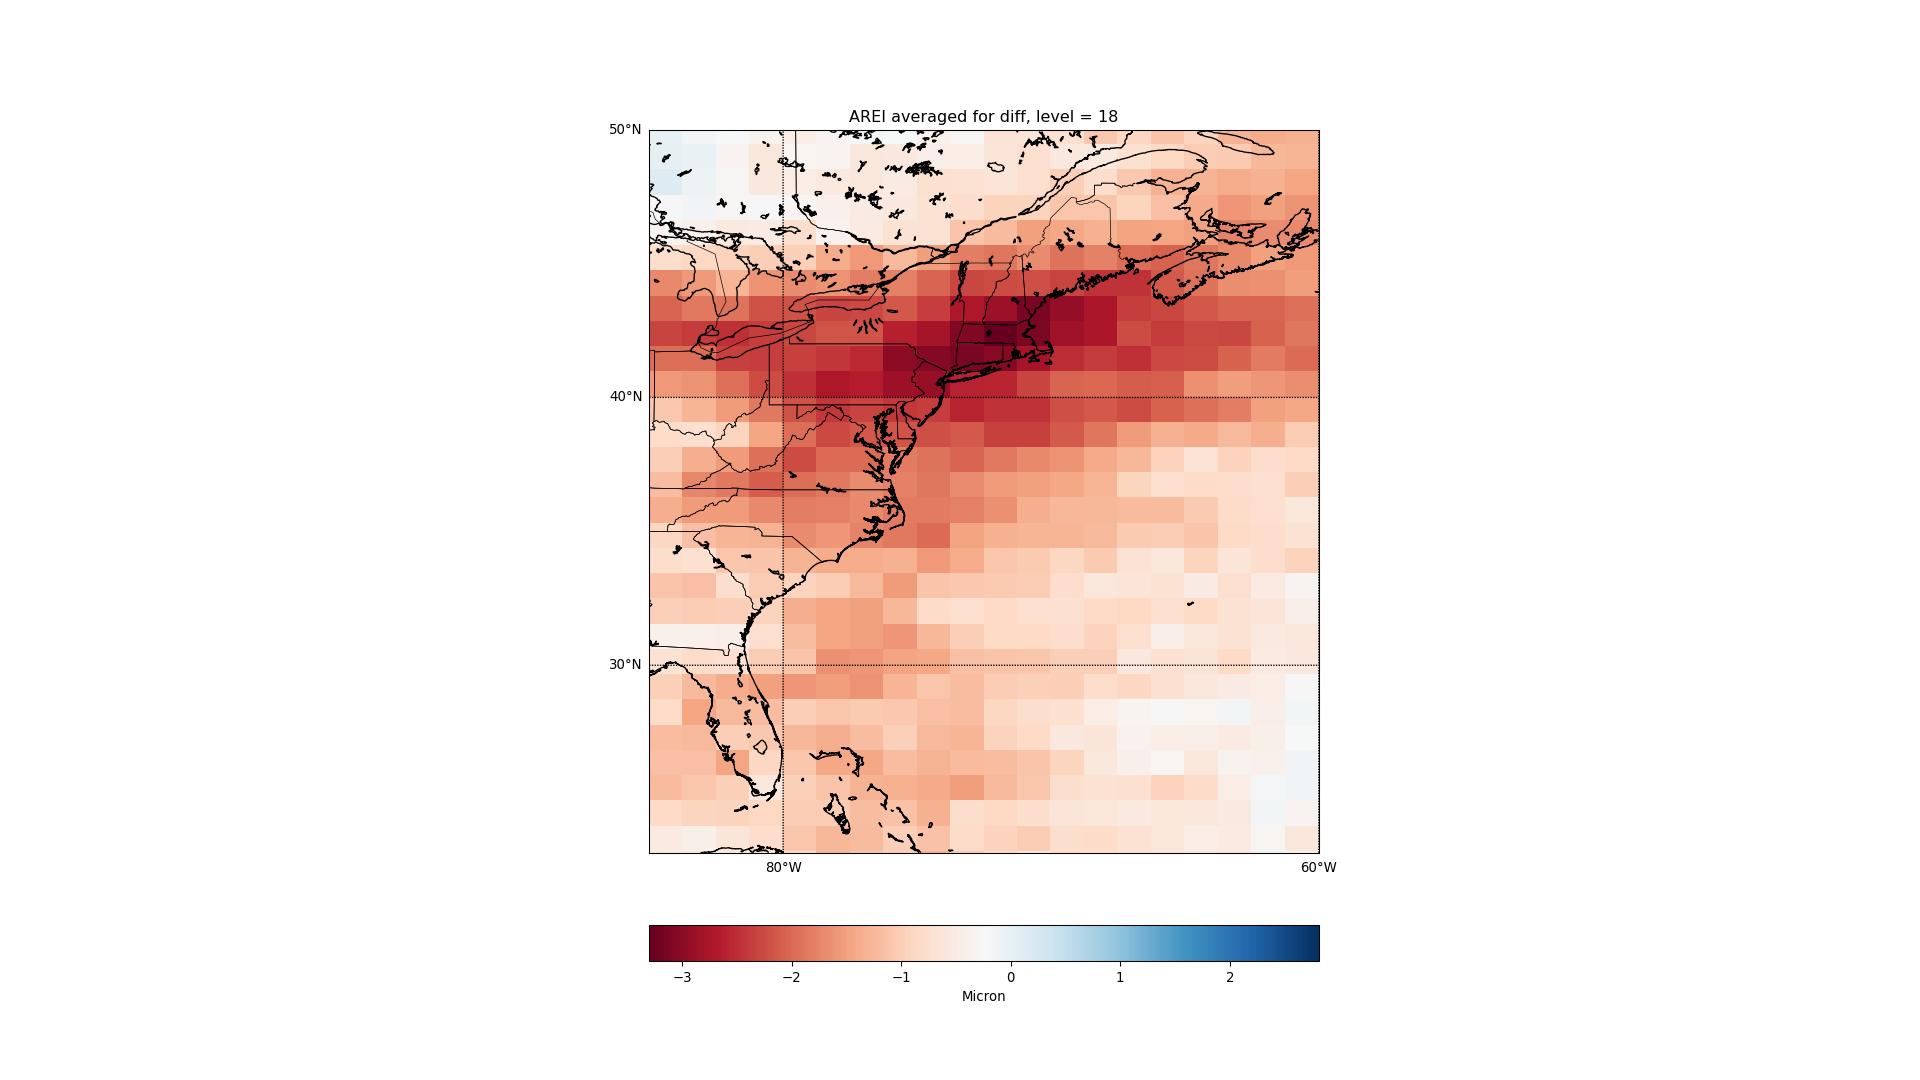 AREI averaged for diff, level = 18
50°N
40°N
30°N
80°W
60°W
−3
−2
−1
0
1
2
Micron